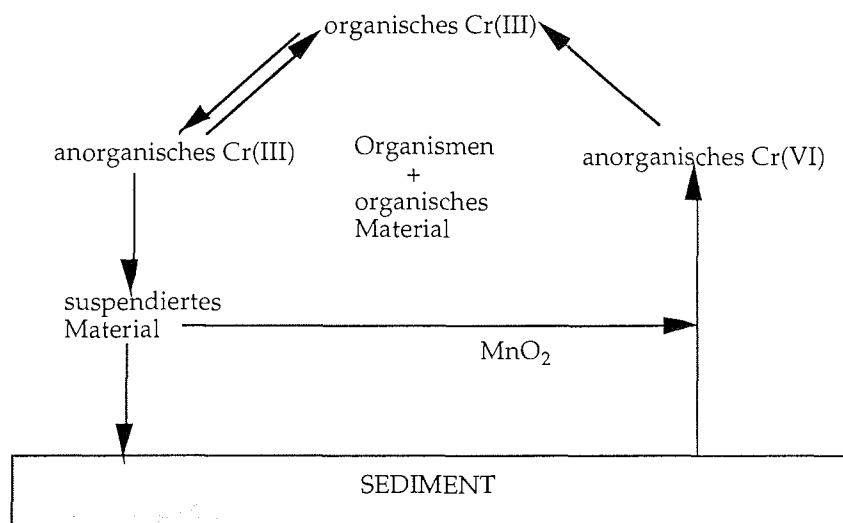 organisches Cr(III)
anorganisches Cr(III)
Organismen
+
organisches
Material
anorganisches Cr(VI)
suspendiertes
Material
MnO₂
SEDIMENT